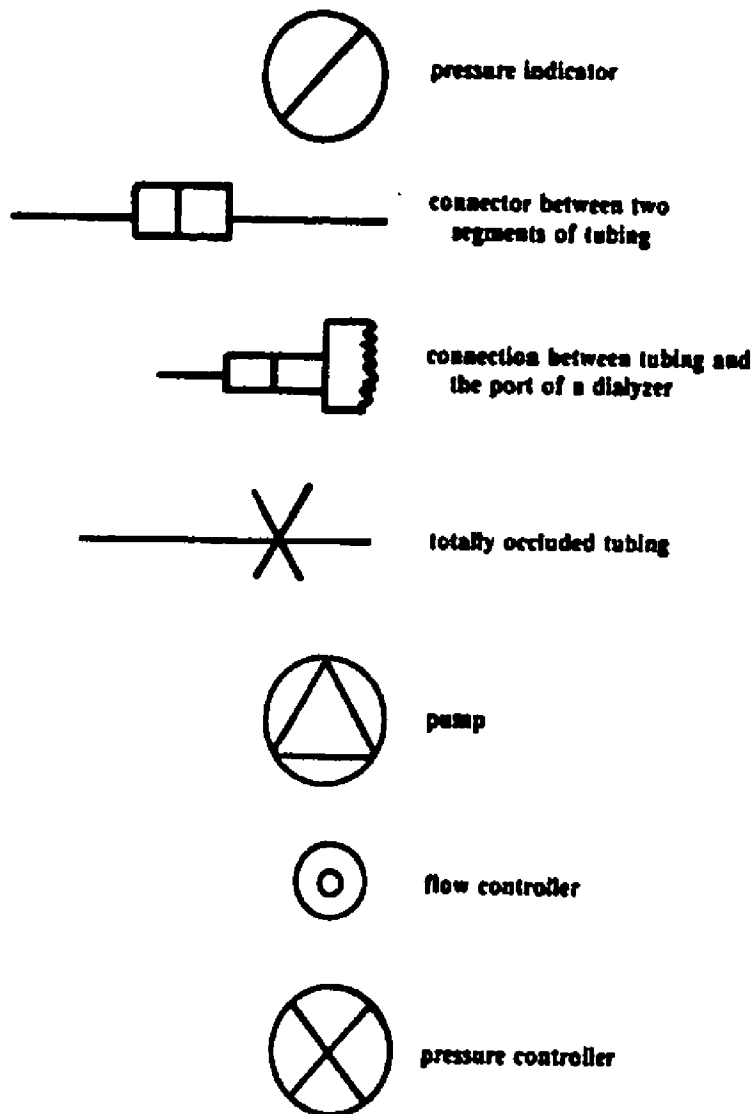 pressure indicator
connector between two
segments of tubing
connection between tubing and
the port of a dialyzer
totally occluded tubing
pump
flow controller
pressure controller